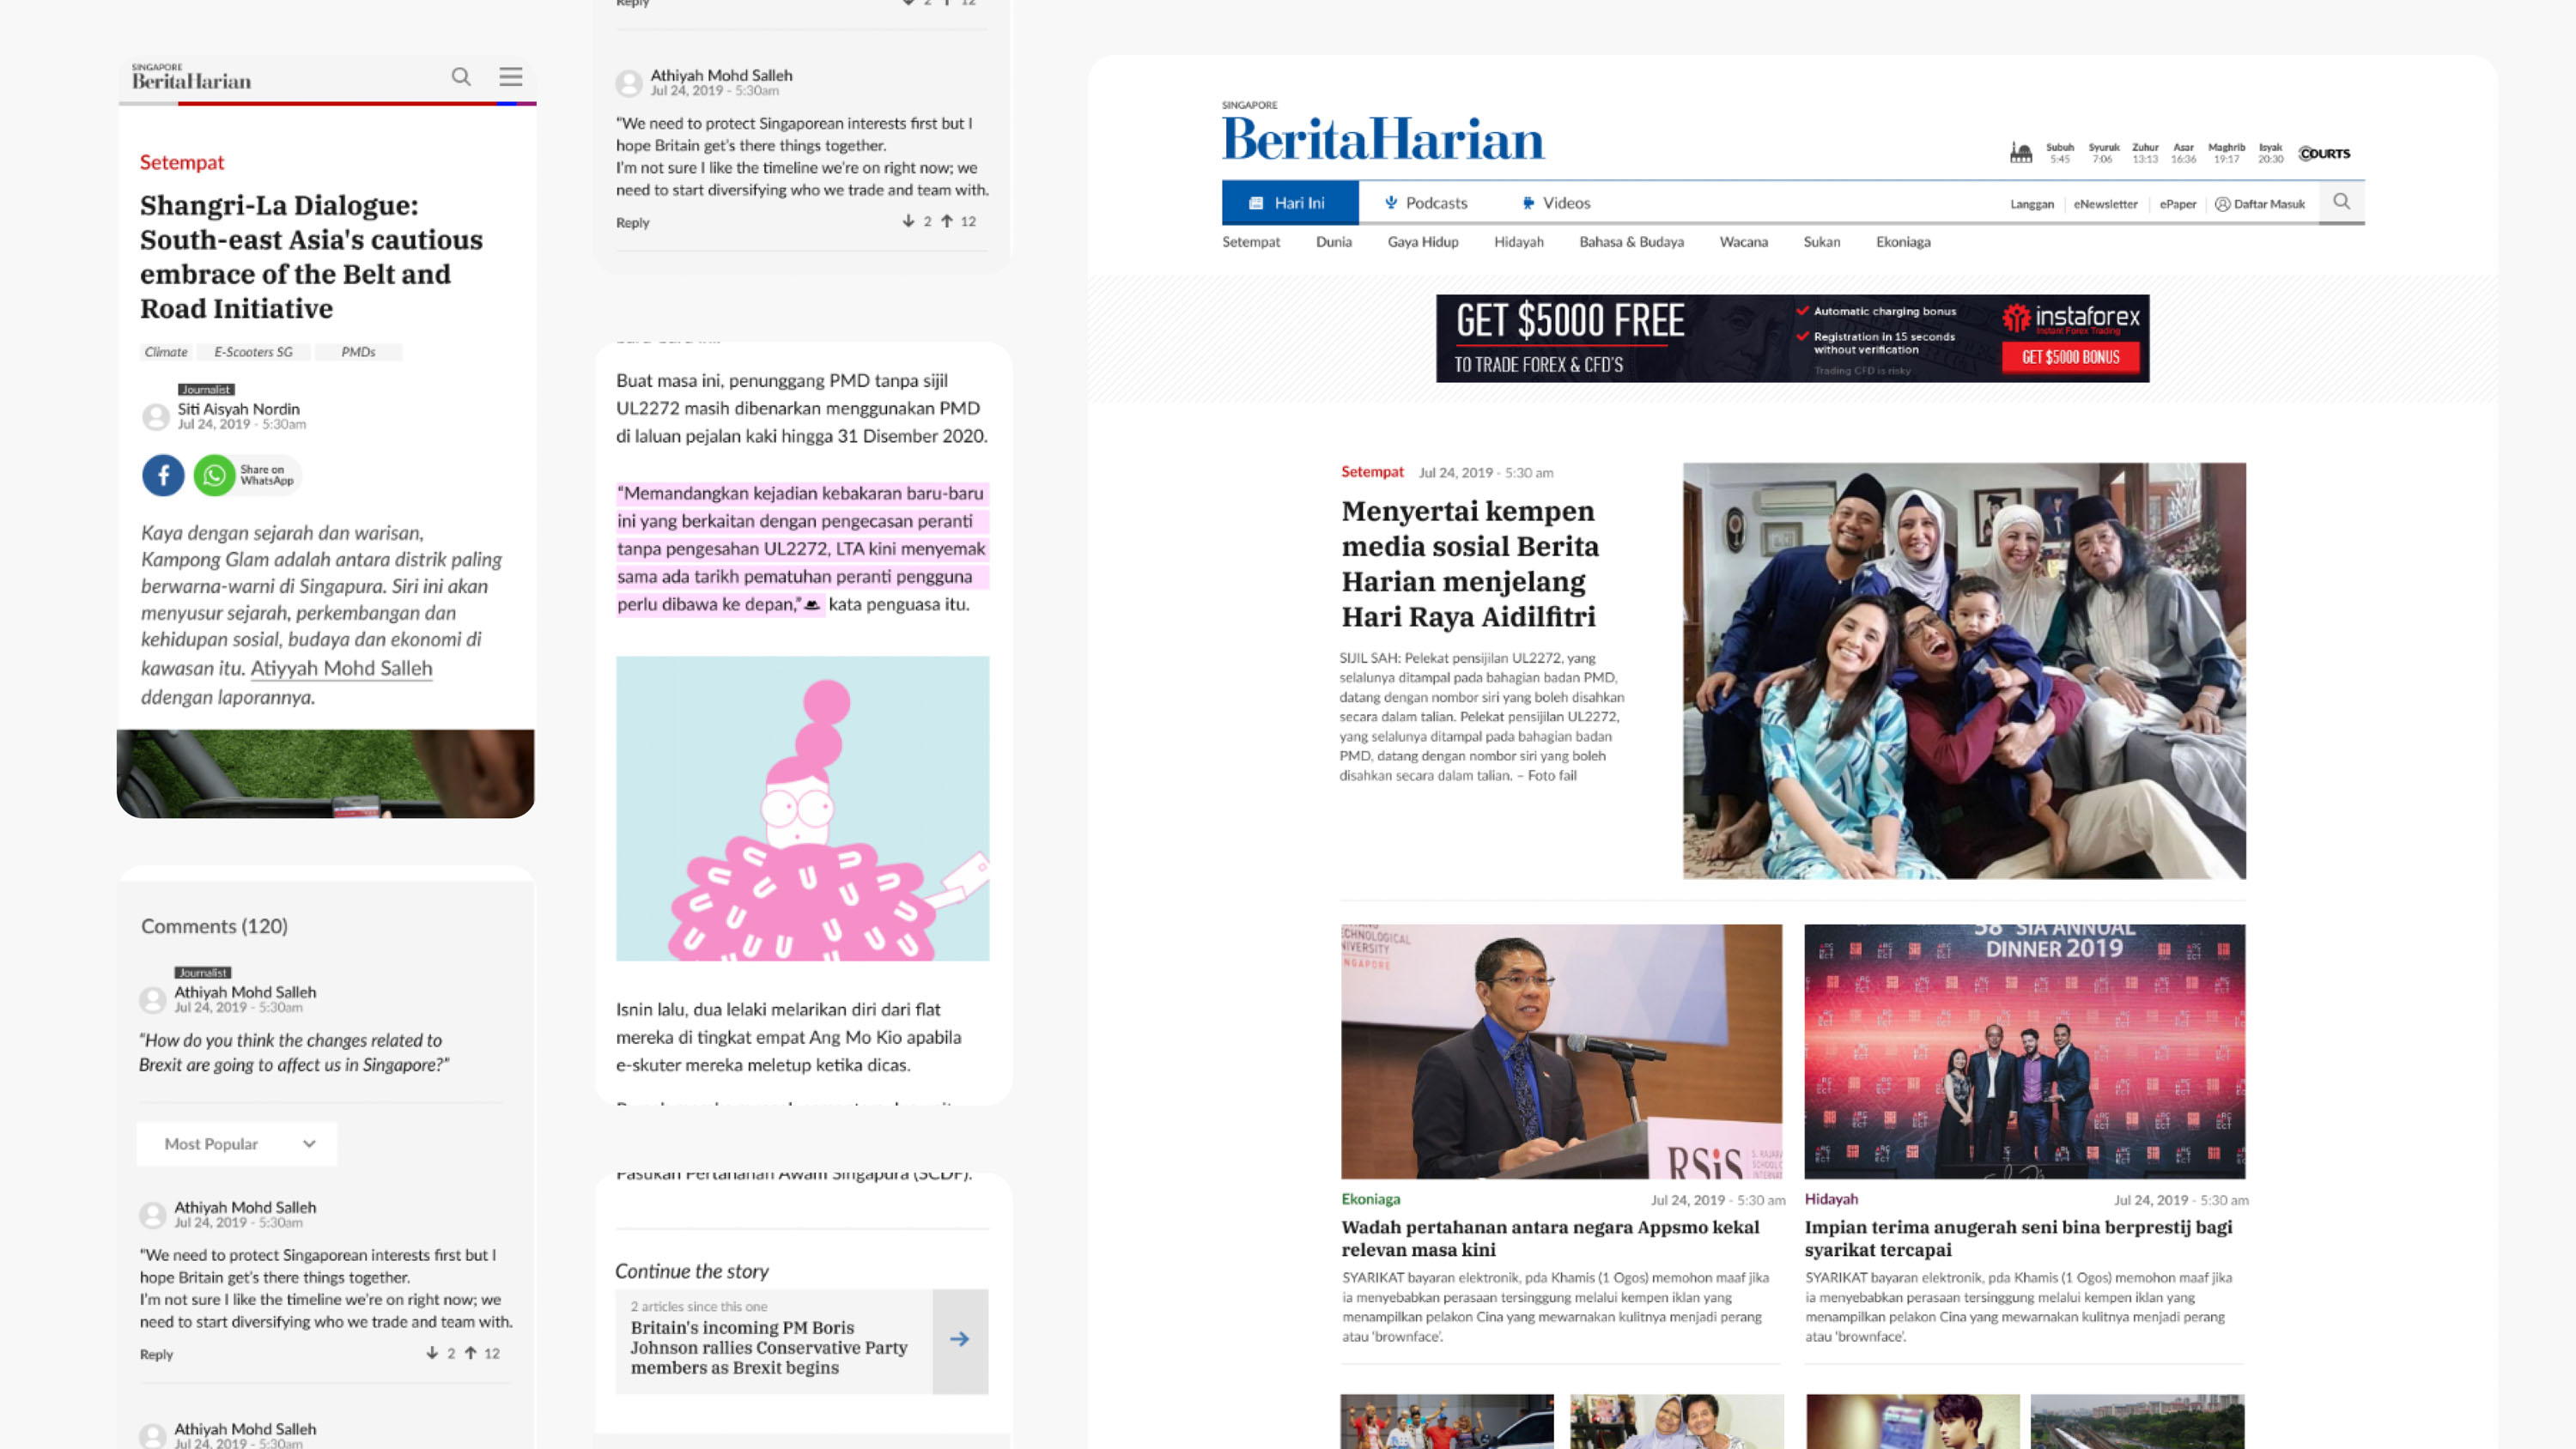 SINGAPORE
BeritaHarian
Setempat
Shangri-La Dialogue:
South-east Asia's cautious
embrace of the Belt and
Road Initiative
Climate E-Scooters SG PMDs
Journalist
Siti Aisyah Nordin
Jul 24, 2019 - 5:30am
Share on
WhatsApp
Kaya dengan sejarah dan warisan,
Kampong Glam adalah antara distrik paling
berwarna-warni di Singapura. Siri ini akan
menyusur sejarah, perkembangan dan
kehidupan sosial, budaya dan ekonomi di
kawasan itu. Atiyyah Mohd Salleh
ddengan laporannya.
Comments (120)
Journalist
Athiyah Mohd Salleh
Jul 24, 2019 - 5:30am
“How do you think the changes related to
Brexit are going to affect us in Singapore?”
Most Popular
Athiyah Mohd Salleh
Jul 24, 2019 - 5:30am
“We need to protect Singaporean interests first but I
hope Britain get’s there things together.
I’m not sure I like the timeline we’re on right now; we
need to start diversifying who we trade and team with.
Reply 2 12
Athiyah Mohd Salleh
Jul 24, 2019 - 5:30am
Reply 2 12
Athiyah Mohd Salleh
Jul 24, 2019 - 5:30am
“We need to protect Singaporean interests first but I
hope Britain get’s there things together.
I’m not sure I like the timeline we’re on right now; we
need to start diversifying who we trade and team with.
Reply 2 12
Buat masa ini, penunggang PMD tanpa sijil
UL2272 masih dibenarkan menggunakan PMD
di laluan pejalan kaki hingga 31 Disember 2020.
“Memandangkan kejadian kebakaran baru-baru
ini yang berkaitan dengan pengecasan peranti
tanpa pengesahan UL2272, LTA kini menyemak
sama ada tarikh pematuhan peranti pengguna
perlu dibawa ke depan,” kata penguasa itu.
Isnin lalu, dua lelaki melarikan diri dari flat
mereka di tingkat empat Ang Mo Kio apabila
e-skuter mereka meletup ketika dicas.
Pasukan Pertahanan Awam Singapura (SCDF).
Continue the story
2 articles since this one
Britain's incoming PM Boris
Johnson rallies Conservative Party
members as Brexit begins
SINGAPORE
BeritaHarian
Subuh Syuruk Zuhur Asar Maghrib Isyak
5:45 7:06 13:13 16:36 19:17 20:30
COURTS
Hari Ini Podcasts Videos
Langgan eNewsletter ePaper Daftar Masuk
Setempat Dunia Gaya Hidup Hidayah Bahasa & Budaya Wacana Sukan Ekoniaga
GET $5000 FREE
TO TRADE FOREX & CFD'S
Automatic charging bonus
Registration in 15 seconds
without verification
Trading CFD is risky
instaforex
Instant Forex Trading
GET $5000 BONUS
Setempat Jul 24, 2019 - 5:30 am
Menyertai kempen
media sosial Berita
Harian menjelang
Hari Raya Aidilfitri
SIJIL SAH: Pelekat pensijilan UL2272, yang
selalunya ditampal pada bahagian badan PMD,
datang dengan nombor siri yang boleh disahkan
secara dalam talian. Pelekat pensijilan UL2272,
yang selalunya ditampal pada bahagian badan
PMD, datang dengan nombor siri yang boleh
disahkan secara dalam talian. – Foto fail
CHNOLOGICAL
IVERSITY
NGAPORE
RSiS
58 SIA ANNUAL
DINNER 2019
Ekoniaga Jul 24, 2019 - 5:30 am
Wadah pertahanan antara negara Appsmo kekal
relevan masa kini
SYARIKAT bayaran elektronik, pda Khamis (1 Ogos) memohon maaf jika
ia menyebabkan perasaan tersinggung melalui kempen iklan yang
menampilkan pelakon Cina yang mewarnakan kulitnya menjadi perang
atau ‘brownface’.
Hidayah Jul 24, 2019 - 5:30 am
Impian terima anugerah seni bina berprestij bagi
syarikat tercapai
SYARIKAT bayaran elektronik, pda Khamis (1 Ogos) memohon maaf jika
ia menyebabkan perasaan tersinggung melalui kempen iklan yang
menampilkan pelakon Cina yang mewarnakan kulitnya menjadi perang
atau ‘brownface’.